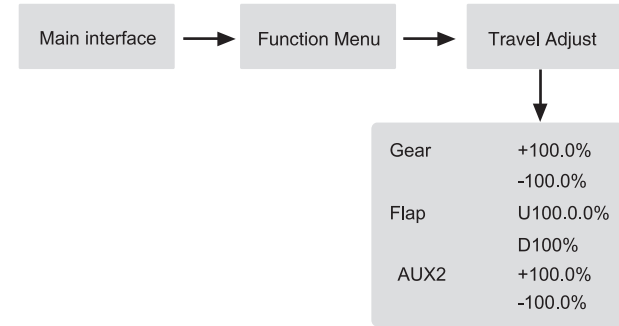 Main interface
Function Menu
Travel Adjust
Gear +100.0%
-100.0%
Flap U100.0.0%
D100%
AUX2 +100.0%
-100.0%